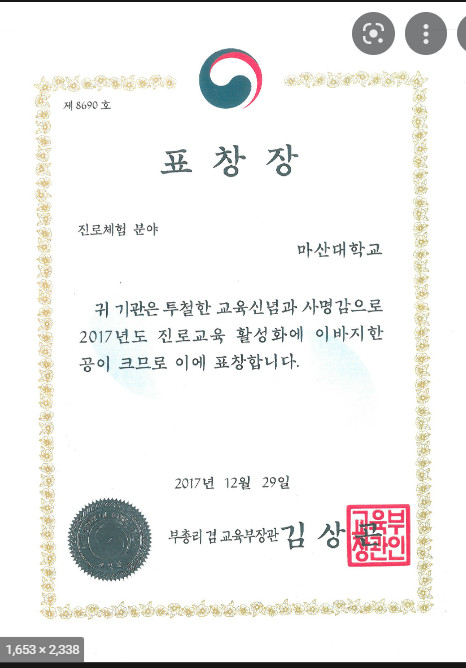 제 8690 호
표 창 장
진로체험 분야
마산대학교
귀 기관은 투철한 교육신념과 사명감으로
2017년도 진로교육 활성화에 이바지한
공이 크므로 이에 표창합니다.
2017년 12월 29일
부총리 겸 교육부장관 김 상 곤
교육부
장관인
1,653 × 2,338